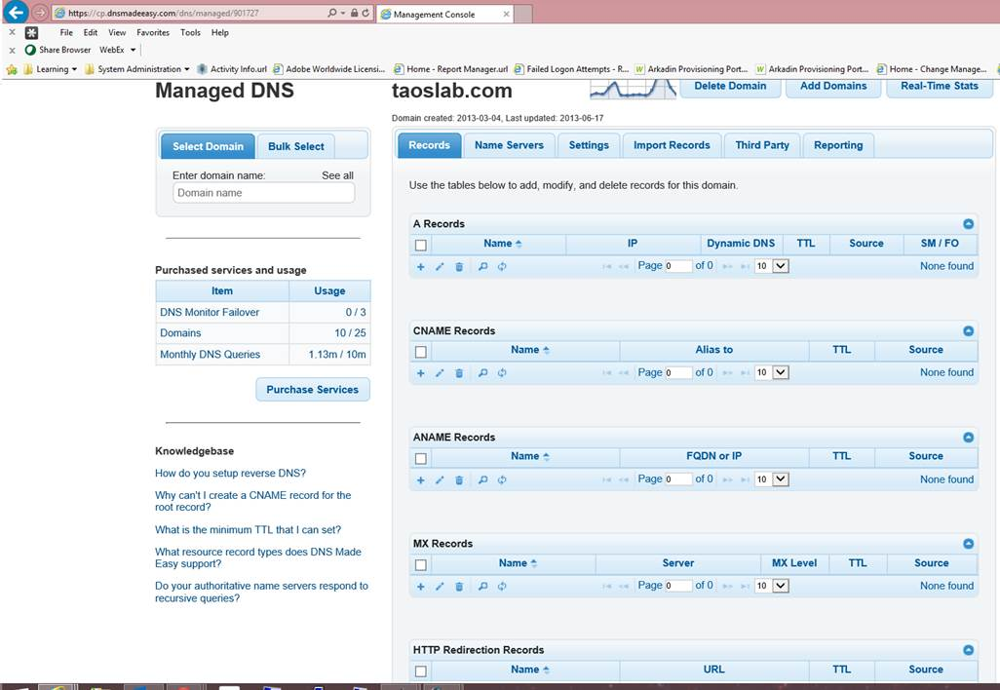 https://cp.dnsmadeeasy.com/dns/managed/901727
Management Console
File Edit View Favorites Tools Help
Share Browser WebEx
Learning System Administration Activity Info.url Adobe Worldwide Licensi... Home - Report Manager.url Failed Logon Attempts - R... Arkadin Provisioning Port... Arkadin Provisioning Port... Home - Change Manage...
Managed DNS
taoslab.com
Delete Domain Add Domains Real-Time Stats
Domain created: 2013-03-04, Last updated: 2013-06-17
Select Domain Bulk Select
Enter domain name: See all
Domain name
Purchased services and usage
Item Usage
DNS Monitor Failover 0 / 3
Domains 10 / 25
Monthly DNS Queries 1.13m / 10m
Purchase Services
Knowledgebase
How do you setup reverse DNS?
Why can't I create a CNAME record for the
root record?
What is the minimum TTL that I can set?
What resource record types does DNS Made
Easy support?
Do your authoritative name servers respond to
recursive queries?
Records Name Servers Settings Import Records Third Party Reporting
Use the tables below to add, modify, and delete records for this domain.
A Records
Name IP Dynamic DNS TTL Source SM / FO
Page 0 of 0 10 None found
CNAME Records
Name Alias to TTL Source
Page 0 of 0 10 None found
ANAME Records
Name FQDN or IP TTL Source
Page 0 of 0 10 None found
MX Records
Name Server MX Level TTL Source
Page 0 of 0 10 None found
HTTP Redirection Records
Name URL TTL Source